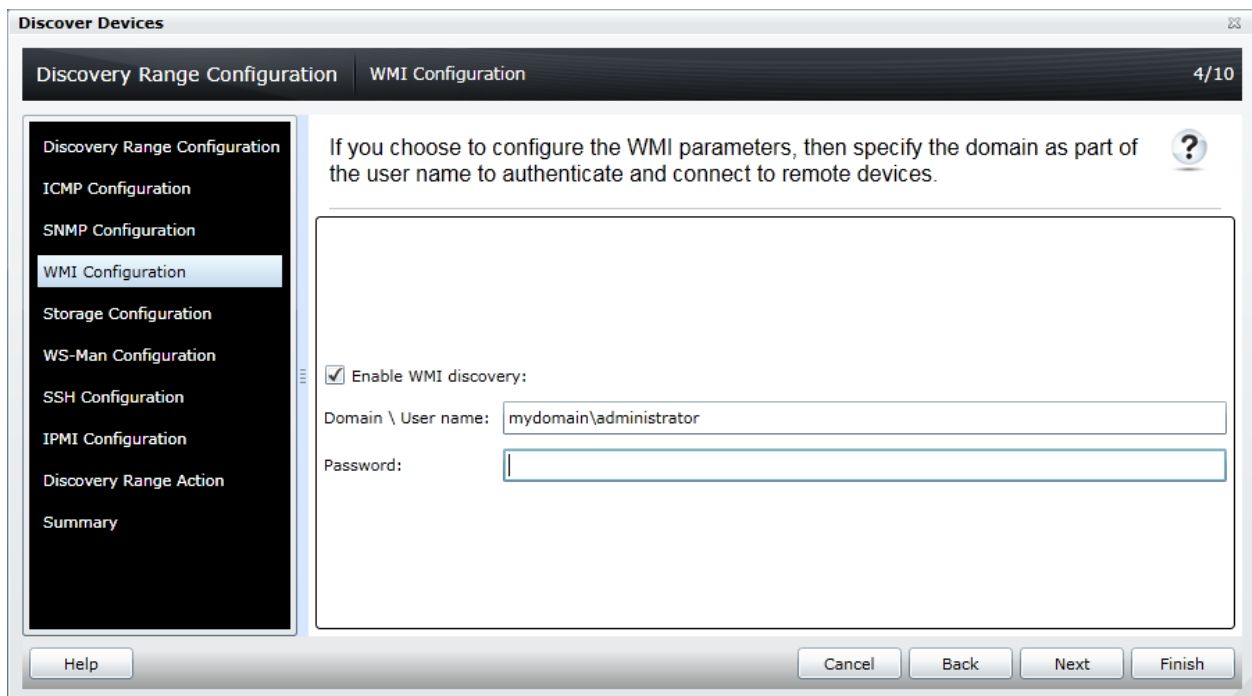 Discover Devices
Discovery Range Configuration WMI Configuration 4/10
Discovery Range Configuration
ICMP Configuration
SNMP Configuration
WMI Configuration
Storage Configuration
WS-Man Configuration
SSH Configuration
IPMI Configuration
Discovery Range Action
Summary
If you choose to configure the WMI parameters, then specify the domain as part of
the user name to authenticate and connect to remote devices.
?
Enable WMI discovery:
Domain \ User name: mydomain\administrator
Password:
Help Cancel Back Next Finish